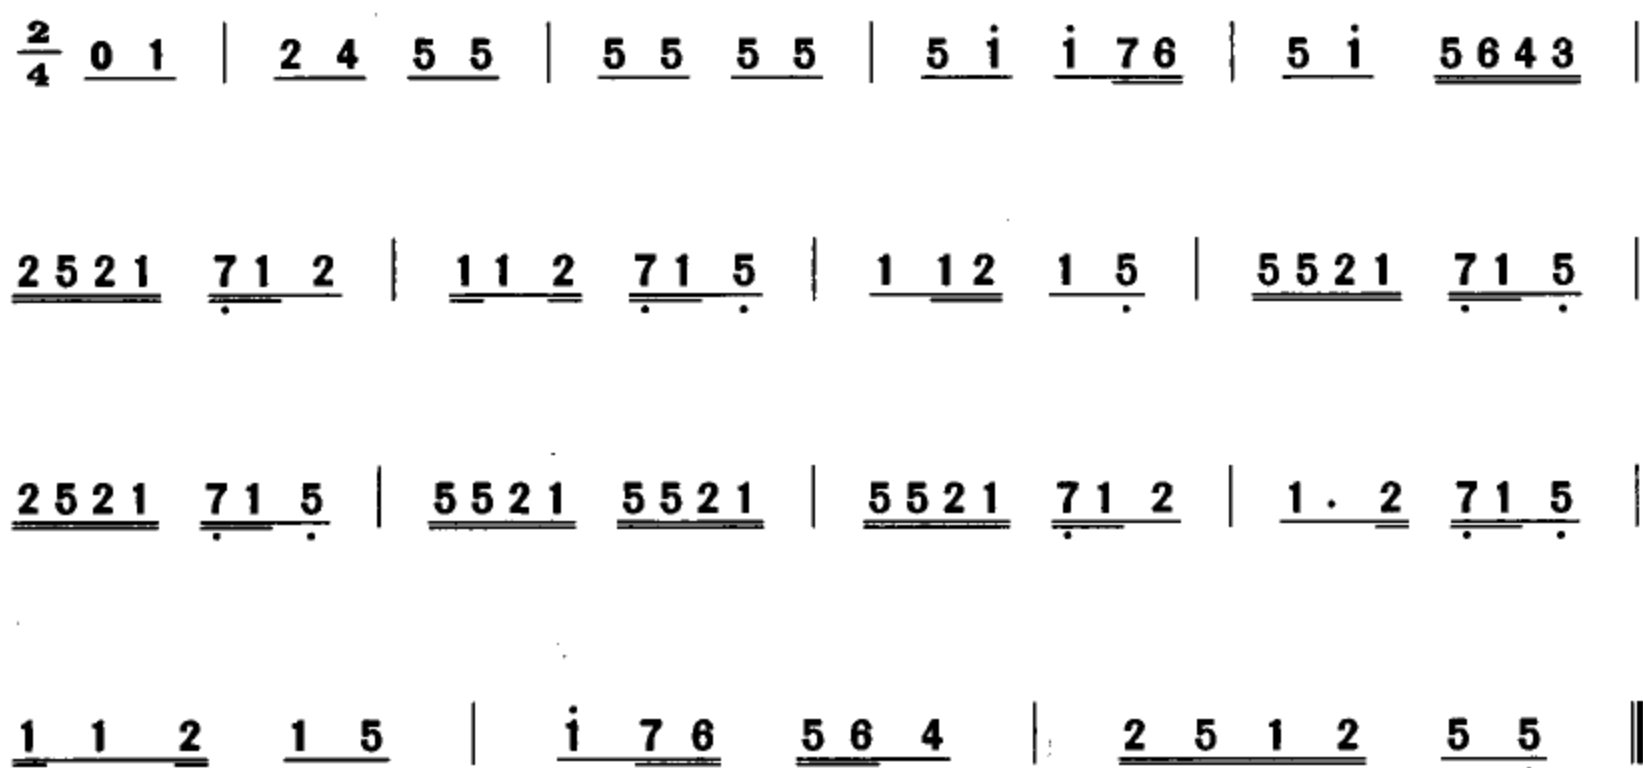 2/4 0 1 | 2 4 5 5 | 5 5 5 5 | 5 i̇ i̇ 7 6 | 5 i̇ 5 6 4 3 |
2 5 2 1 7̣ 1 2 | 1 1 2 7̣ 1 5̣ | 1 1 2 1 5̣ | 5 5 2 1 7̣ 1 5̣ |
2 5 2 1 7̣ 1 5̣ | 5 5 2 1 5 5 2 1 | 5 5 2 1 7̣ 1 2 | 1 . 2 7̣ 1 5̣ |
1 1 2 1 5 | i̇ 7 6 5 6 4 | 2 5 1 2 5 5 ‖